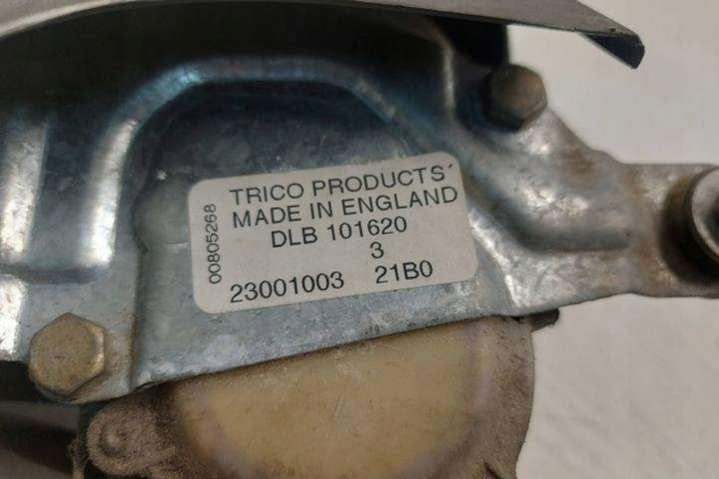 TRICO PRODUCTS'
MADE IN ENGLAND
DLB 101620
3
23001003 21B0
00805268